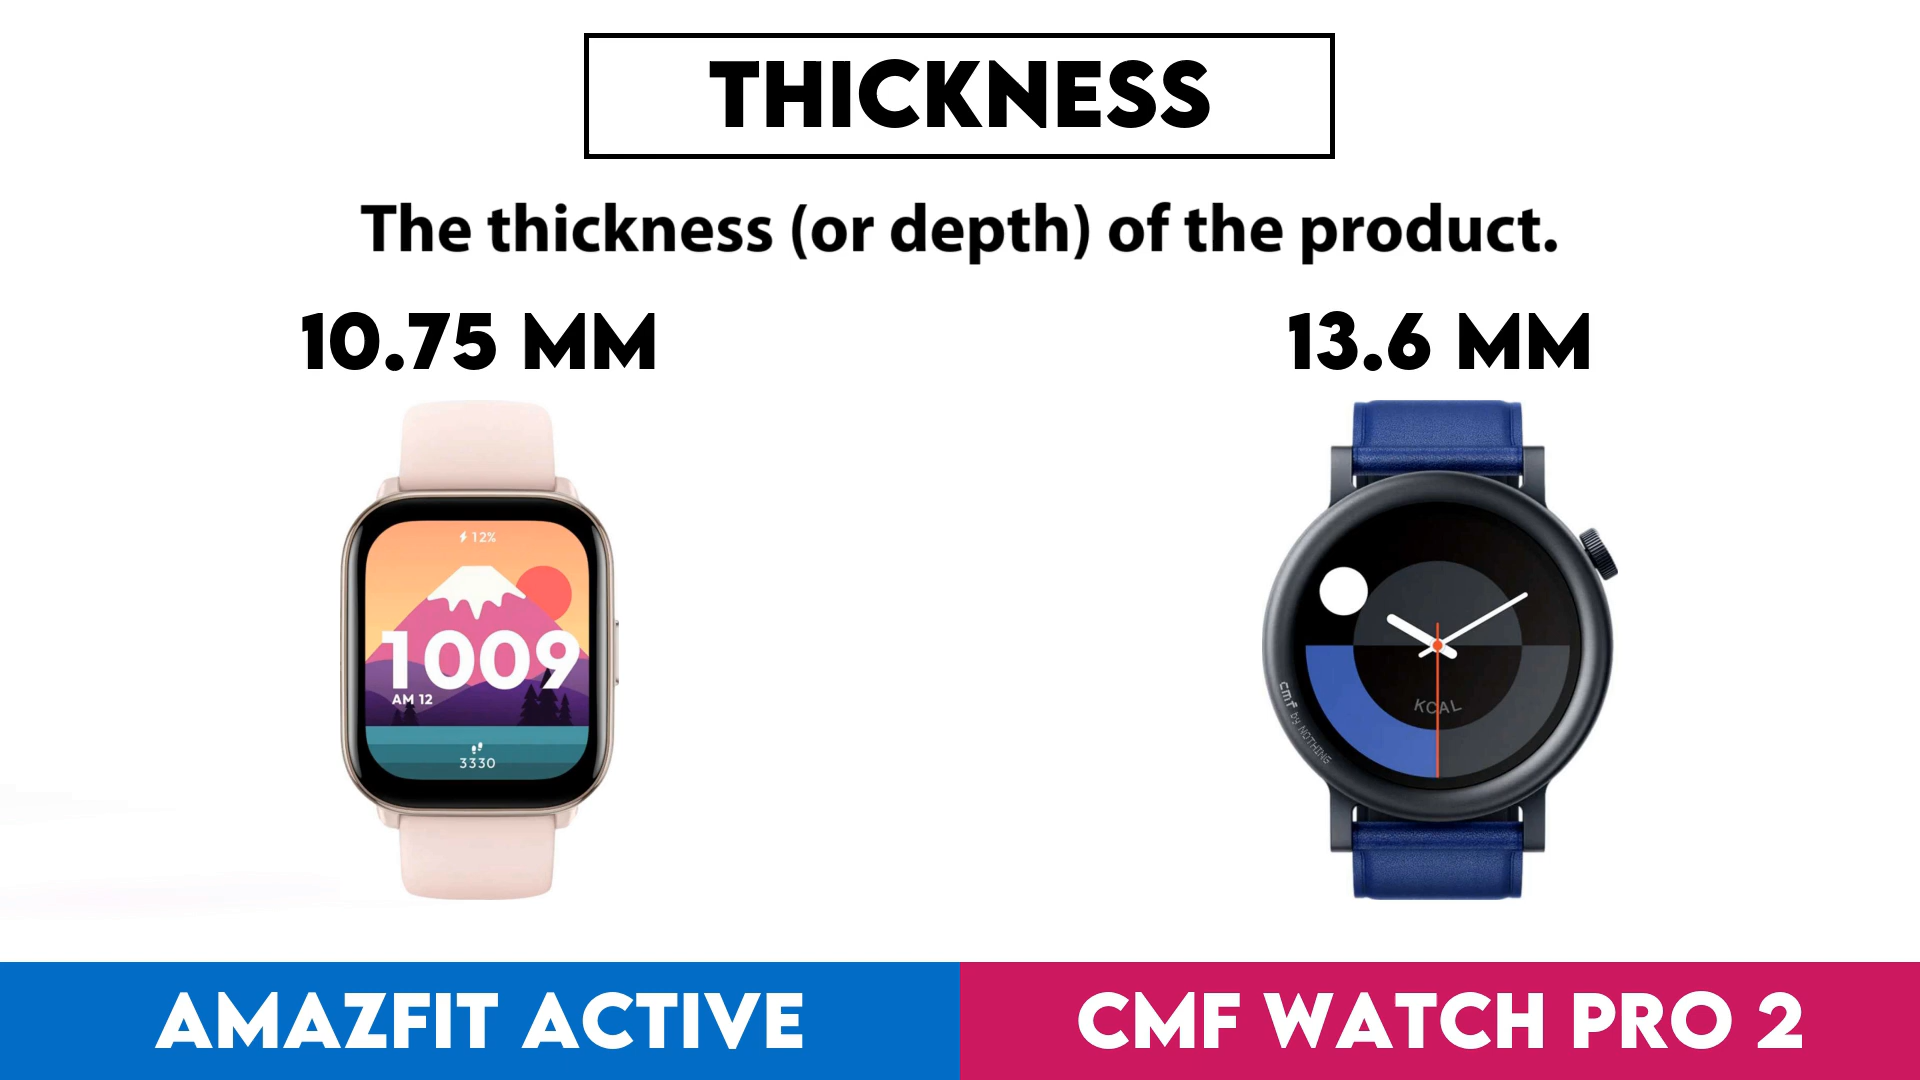 THICKNESS
The thickness (or depth) of the product.
10.75 MM
13.6 MM
12%
1009
AM 12
3330
KCAL
cmf by NOTHING
AMAZFIT ACTIVE
CMF WATCH PRO 2